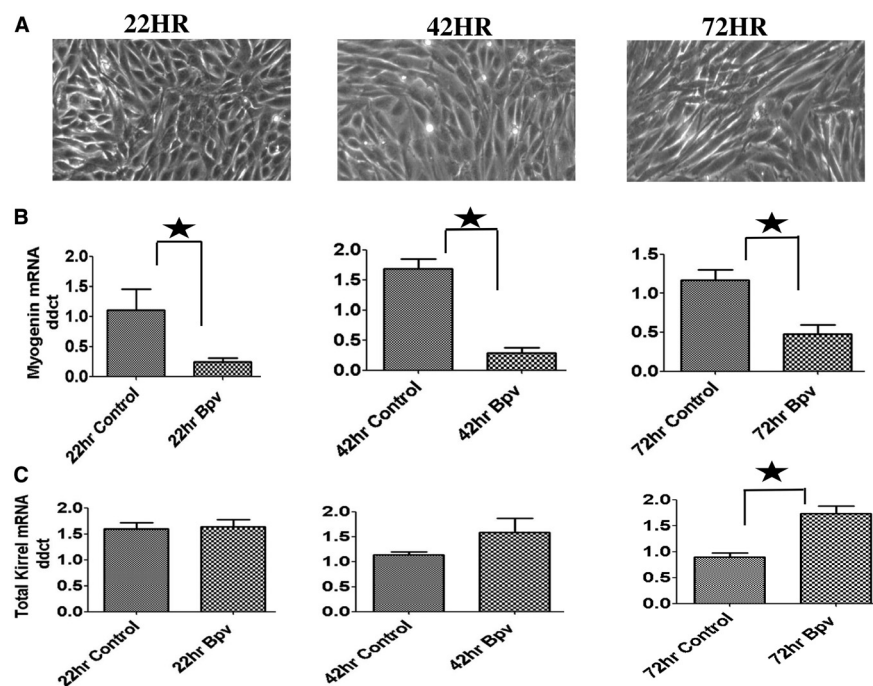 A
22HR
42HR
72HR
B
Myogenin mRNA
ddct
2.0
1.5
1.0
0.5
0.0
22hr Control
22hr Bpv
2.0
1.5
1.0
0.5
0.0
42hr Control
42hr Bpv
1.5
1.0
0.5
0.0
72hr Control
72hr Bpv
C
Total Kirrel mRNA
ddct
2.0
1.5
1.0
0.5
0.0
22hr Control
22hr Bpv
2.0
1.5
1.0
0.5
0.0
42hr Control
42hr Bpv
2.0
1.5
1.0
0.5
0.0
72hr Control
72hr Bpv